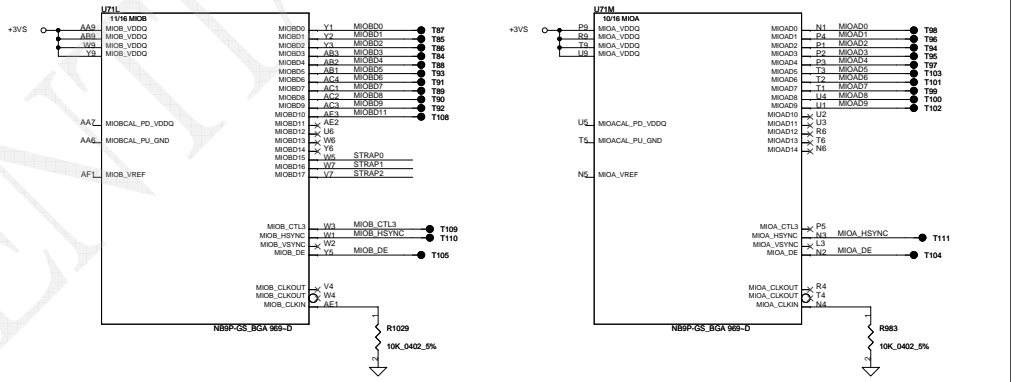 U71L
11/16 MIOB
+3VS
AA9 MIOB_VDDQ
AB9 MIOB_VDDQ
W9 MIOB_VDDQ
Y9 MIOB_VDDQ
AA7 MIOBCAL_PD_VDDQ
AA6 MIOBCAL_PU_GND
AF1 MIOB_VREF
MIOBD0 Y1 MIOBD0 T87
MIOBD1 Y2 MIOBD1 T85
MIOBD2 Y3 MIOBD2 T86
MIOBD3 AB3 MIOBD3 T84
MIOBD4 AB2 MIOBD4 T88
MIOBD5 AB1 MIOBD5 T93
MIOBD6 AC4 MIOBD6 T91
MIOBD7 AC1 MIOBD7 T89
MIOBD8 AC2 MIOBD8 T90
MIOBD9 AC3 MIOBD9 T92
MIOBD10 AE3 MIOBD11 T108
MIOBD11 AE2
MIOBD12 U6
MIOBD13 W6
MIOBD14 Y6
MIOBD15 W5 STRAP0
MIOBD16 W7 STRAP1
MIOBD17 V7 STRAP2
MIOB_CTL3 W3 MIOB_CTL3 T109
MIOB_HSYNC W1 MIOB_HSYNC T110
MIOB_VSYNC W2
MIOB_DE Y5 MIOB_DE T105
MIOB_CLKOUT V4
MIOB_CLKOUT W4
MIOB_CLKIN AE1
NB9P-GS_BGA 969~D
1
R1029
10K_0402_5%
2
U71M
10/16 MIOA
+3VS
P9 MIOA_VDDQ
R9 MIOA_VDDQ
T9 MIOA_VDDQ
U9 MIOA_VDDQ
U5 MIOACAL_PD_VDDQ
T5 MIOACAL_PU_GND
N5 MIOA_VREF
MIOAD0 N1 MIOAD0 T98
MIOAD1 P4 MIOAD1 T96
MIOAD2 P1 MIOAD2 T94
MIOAD3 P2 MIOAD3 T95
MIOAD4 P3 MIOAD4 T97
MIOAD5 T3 MIOAD5 T103
MIOAD6 T2 MIOAD6 T101
MIOAD7 T1 MIOAD7 T99
MIOAD8 U4 MIOAD8 T100
MIOAD9 U1 MIOAD9 T102
MIOAD10 U2
MIOAD11 U3
MIOAD12 R6
MIOAD13 T6
MIOAD14 N6
MIOA_CTL3 P5
MIOA_HSYNC N3 MIOA_HSYNC T111
MIOA_VSYNC L3
MIOA_DE N2 MIOA_DE T104
MIOA_CLKOUT R4
MIOA_CLKOUT T4
MIOA_CLKIN N4
NB9P-GS_BGA 969~D
1
R983
10K_0402_5%
2